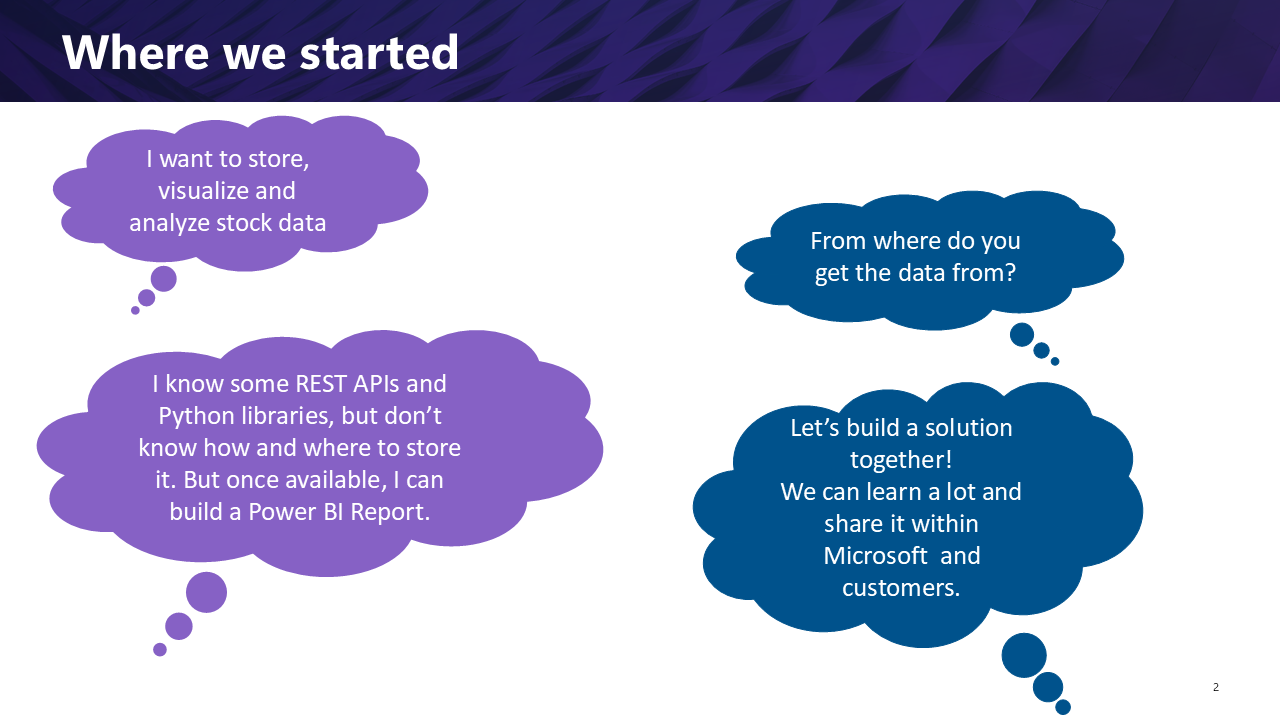 Where we started
I want to store,
visualize and
analyze stock data
From where do you
get the data from?
I know some REST APIs and
Python libraries, but don’t
know how and where to store
it. But once available, I can
build a Power BI Report.
Let’s build a solution
together!
We can learn a lot and
share it within
Microsoft  and
customers.
2